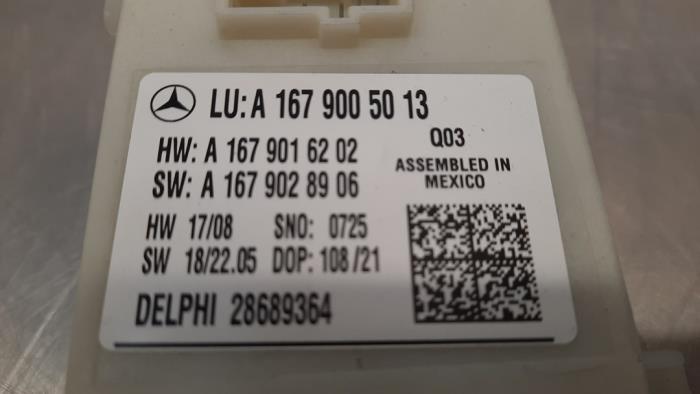 LU: A 167 900 50 13
HW: A 167 901 62 02
SW: A 167 902 89 06
Q03
ASSEMBLED IN
MEXICO
HW 17/08 SNO: 0725
SW 18/22.05 DOP: 108/21
DELPHI 28689364